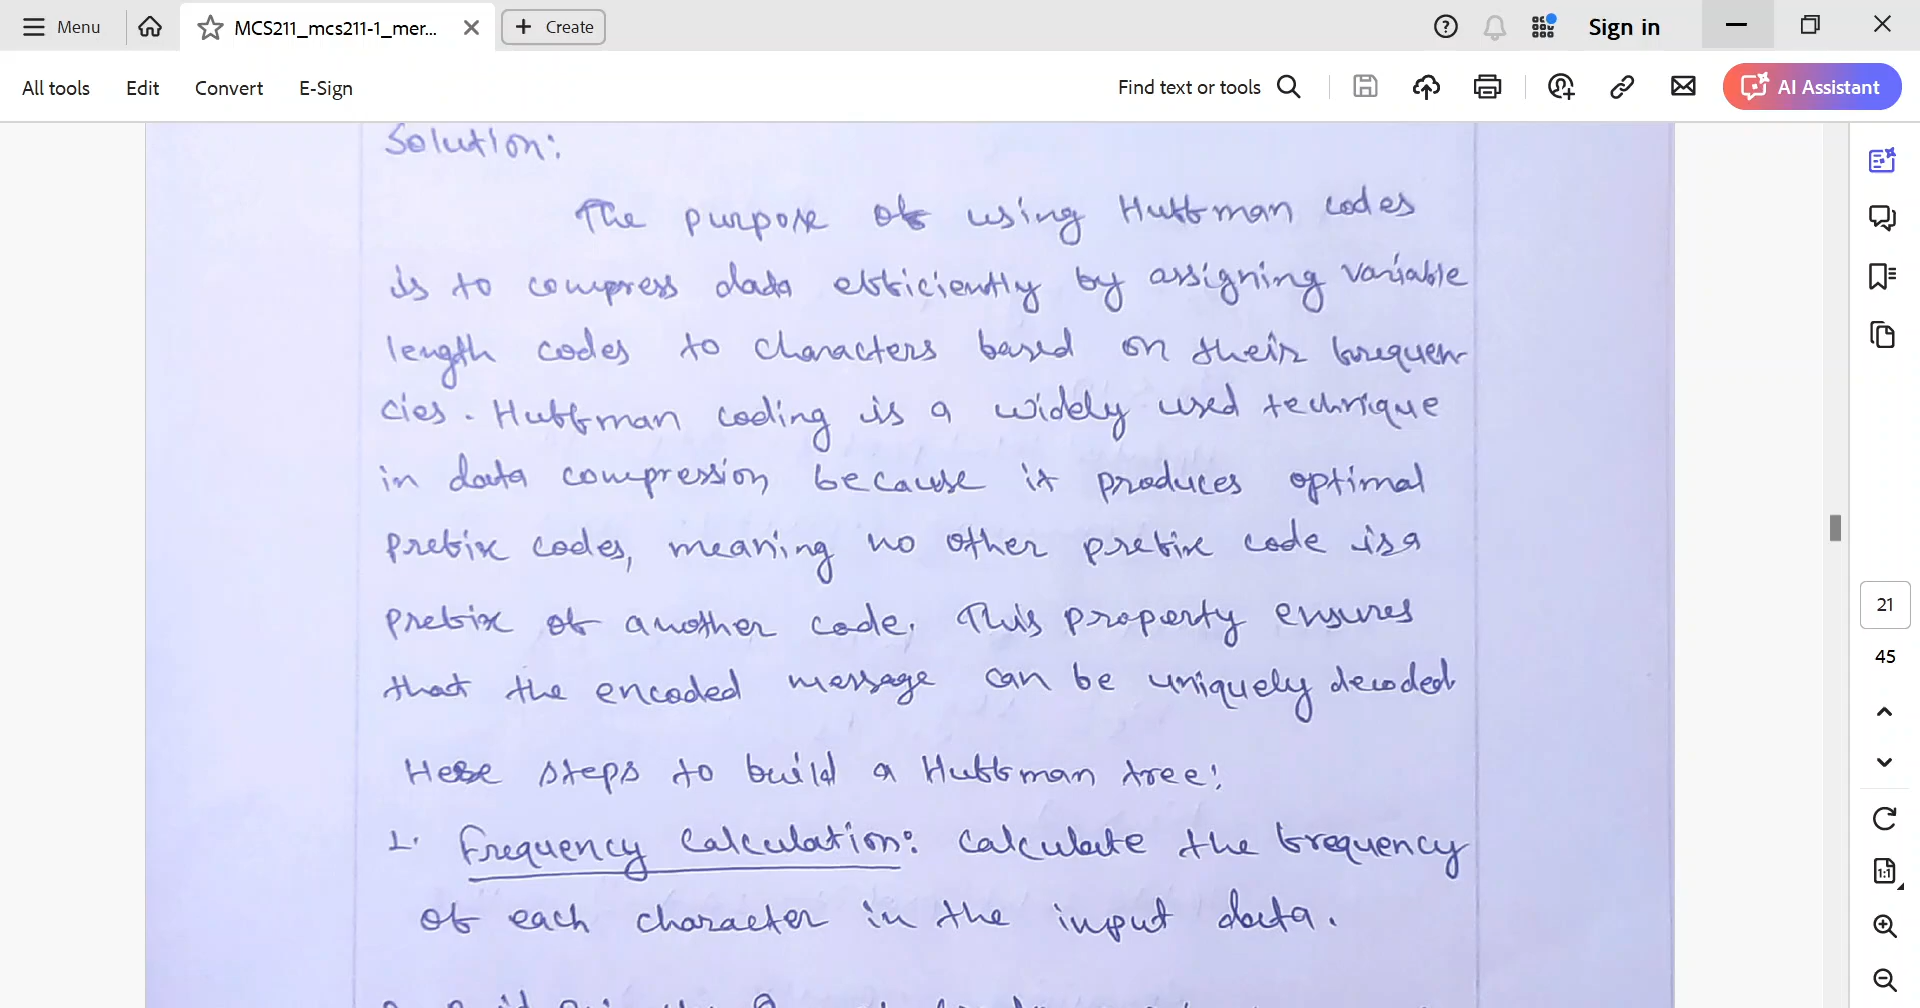 Menu
MCS211_mcs211-1_mer...
Create
Sign in
All tools
Edit
Convert
E-Sign
Find text or tools
AI Assistant
Solution:
The purpose of using Huffman codes
is to compress data efficiently by assigning variable
length codes to characters based on their frequen
cies. Huffman coding is a widely used technique
in data compression because it produces optimal
prefix codes, meaning no other prefix code is a
prefix of another code. This property ensures
that the encoded message can be uniquely decoded
Here steps to build a Huffman tree:
1. Frequency Calculation: Calculate the frequency
of each character in the input data.
21
45
1:1